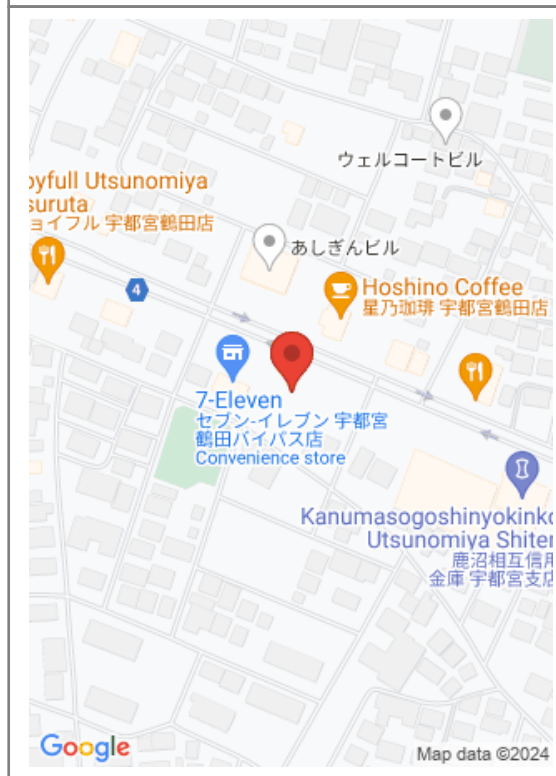 ウェルコートビル
oyfull Utsunomiya
suruta
ョイフル 宇都宮鶴田店
あしぎんビル
4
Hoshino Coffee
星乃珈琲 宇都宮鶴田店
7-Eleven
セブン-イレブン 宇都宮
鶴田バイパス店
Convenience store
Kanumasogoshinyokinko
Utsunomiya Shiten
鹿沼相互信用
金庫 宇都宮支店
Google
Map data ©2024